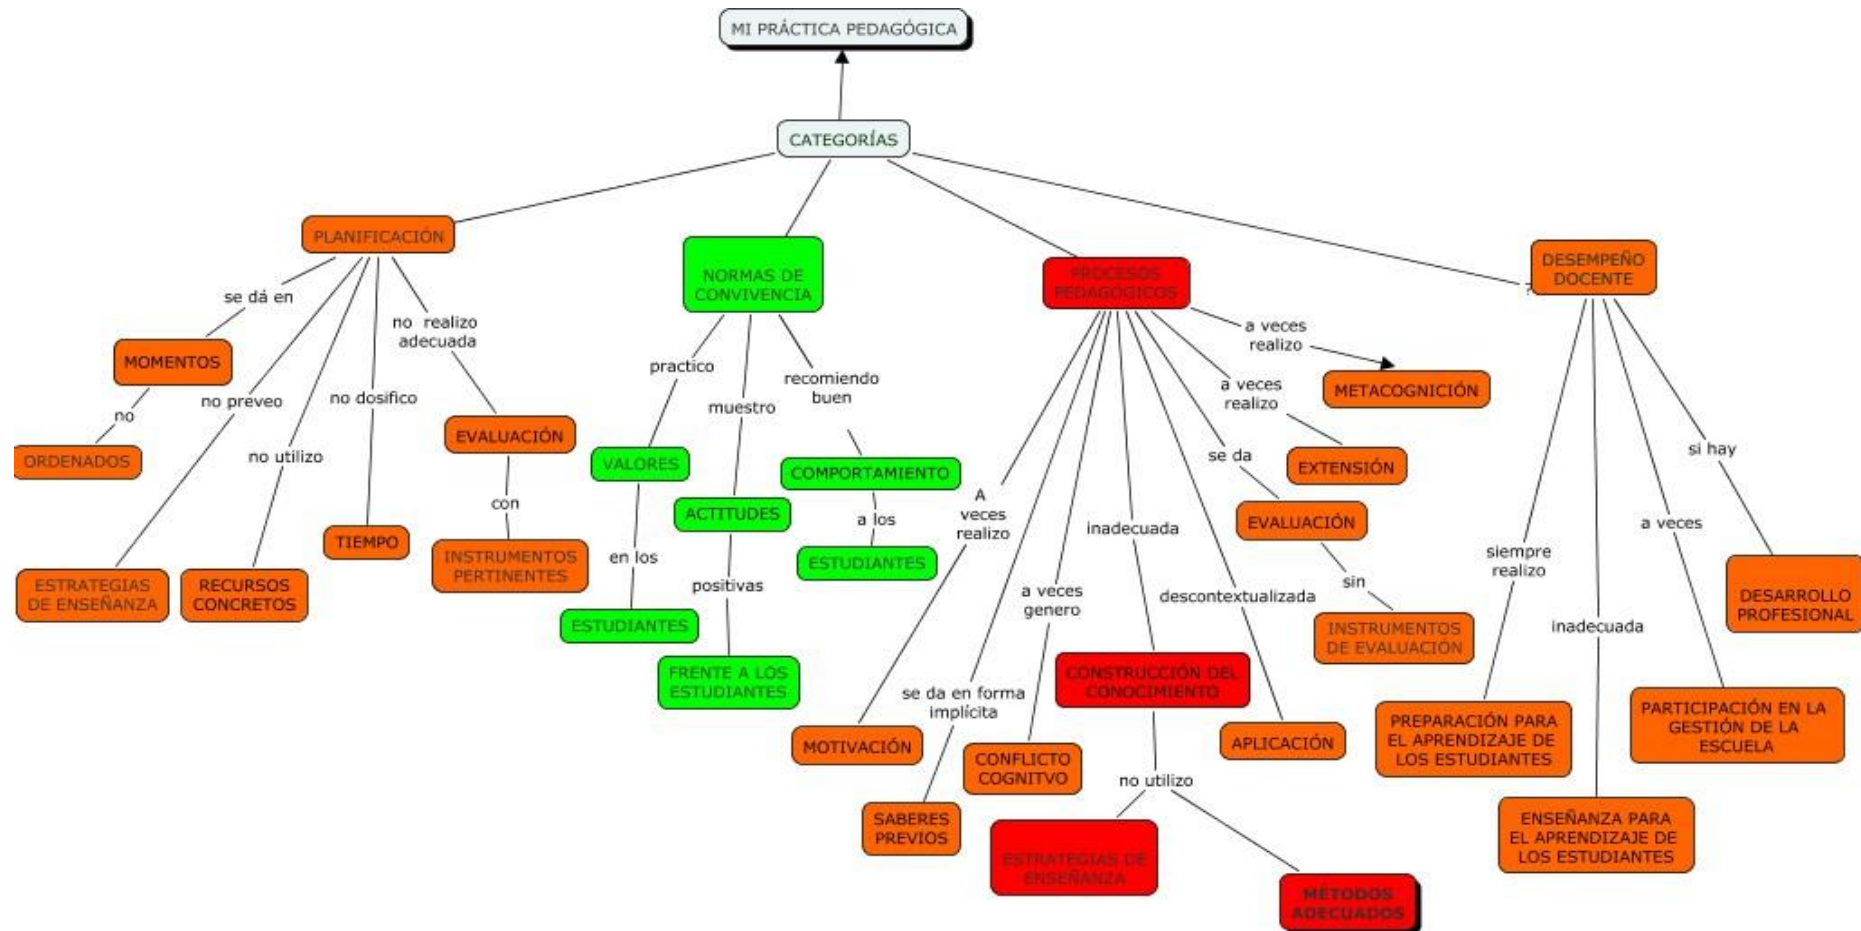 MI PRÁCTICA PEDAGÓGICA
CATEGORÍAS
PLANIFICACIÓN
se dá en
MOMENTOS
no
ORDENADOS
no preveo
ESTRATEGIAS
DE ENSEÑANZA
no utilizo
RECURSOS
CONCRETOS
no dosifico
TIEMPO
no realizo
adecuada
EVALUACIÓN
con
INSTRUMENTOS
PERTINENTES
NORMAS DE
CONVIVENCIA
practico
VALORES
en los
ESTUDIANTES
muestro
ACTITUDES
positivas
FRENTE A LOS
ESTUDIANTES
recomiendo
buen
COMPORTAMIENTO
a los
ESTUDIANTES
PROCESOS
PEDAGÓGICOS
A
veces
realizo
MOTIVACIÓN
se da en forma
implícita
SABERES
PREVIOS
a veces
genero
CONFLICTO
COGNITVO
inadecuada
CONSTRUCCIÓN DEL
CONOCIMIENTO
no utilizo
ESTRATEGIAS DE
ENSEÑANZA
MÉTODOS
ADECUADOS
descontextualizada
APLICACIÓN
se da
EVALUACIÓN
sin
INSTRUMENTOS
DE EVALUACIÓN
a veces
realizo
EXTENSIÓN
a veces
realizo
METACOGNICIÓN
?
DESEMPEÑO
DOCENTE
siempre
realizo
PREPARACIÓN PARA
EL APRENDIZAJE DE
LOS ESTUDIANTES
inadecuada
ENSEÑANZA PARA
EL APRENDIZAJE DE
LOS ESTUDIANTES
a veces
PARTICIPACIÓN EN LA
GESTIÓN DE LA
ESCUELA
si hay
DESARROLLO
PROFESIONAL